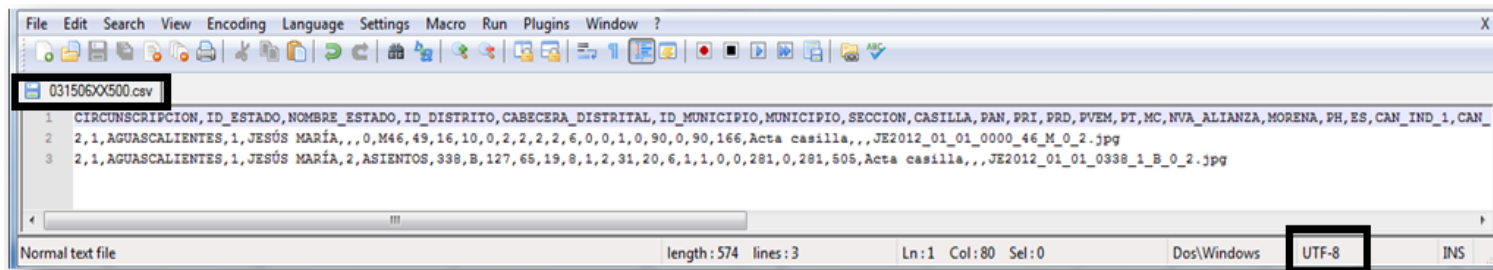 File Edit Search View Encoding Language Settings Macro Run Plugins Window ? X
031506XX500.csv
1 CIRCUNSCRIPCION,ID_ESTADO,NOMBRE_ESTADO,ID_DISTRITO,CABECERA_DISTRITAL,ID_MUNICIPIO,MUNICIPIO,SECCION,CASILLA,PAN,PRI,PRD,PVEM,PT,MC,NVA_ALIANZA,MORENA,PH,ES,CAN_IND_1,CAN_
2 2,1,AGUASCALIENTES,1,JESÚS MARÍA,,,0,M46,49,16,10,0,2,2,2,2,6,0,0,1,0,90,0,90,166,Acta casilla,,,JE2012_01_01_0000_46_M_0_2.jpg
3 2,1,AGUASCALIENTES,1,JESÚS MARÍA,2,ASIENTOS,338,B,127,65,19,8,1,2,31,20,6,1,1,0,0,281,0,281,505,Acta casilla,,,JE2012_01_01_0338_1_B_0_2.jpg
Normal text file length : 574 lines : 3 Ln : 1 Col : 80 Sel : 0 Dos\Windows UTF-8 INS